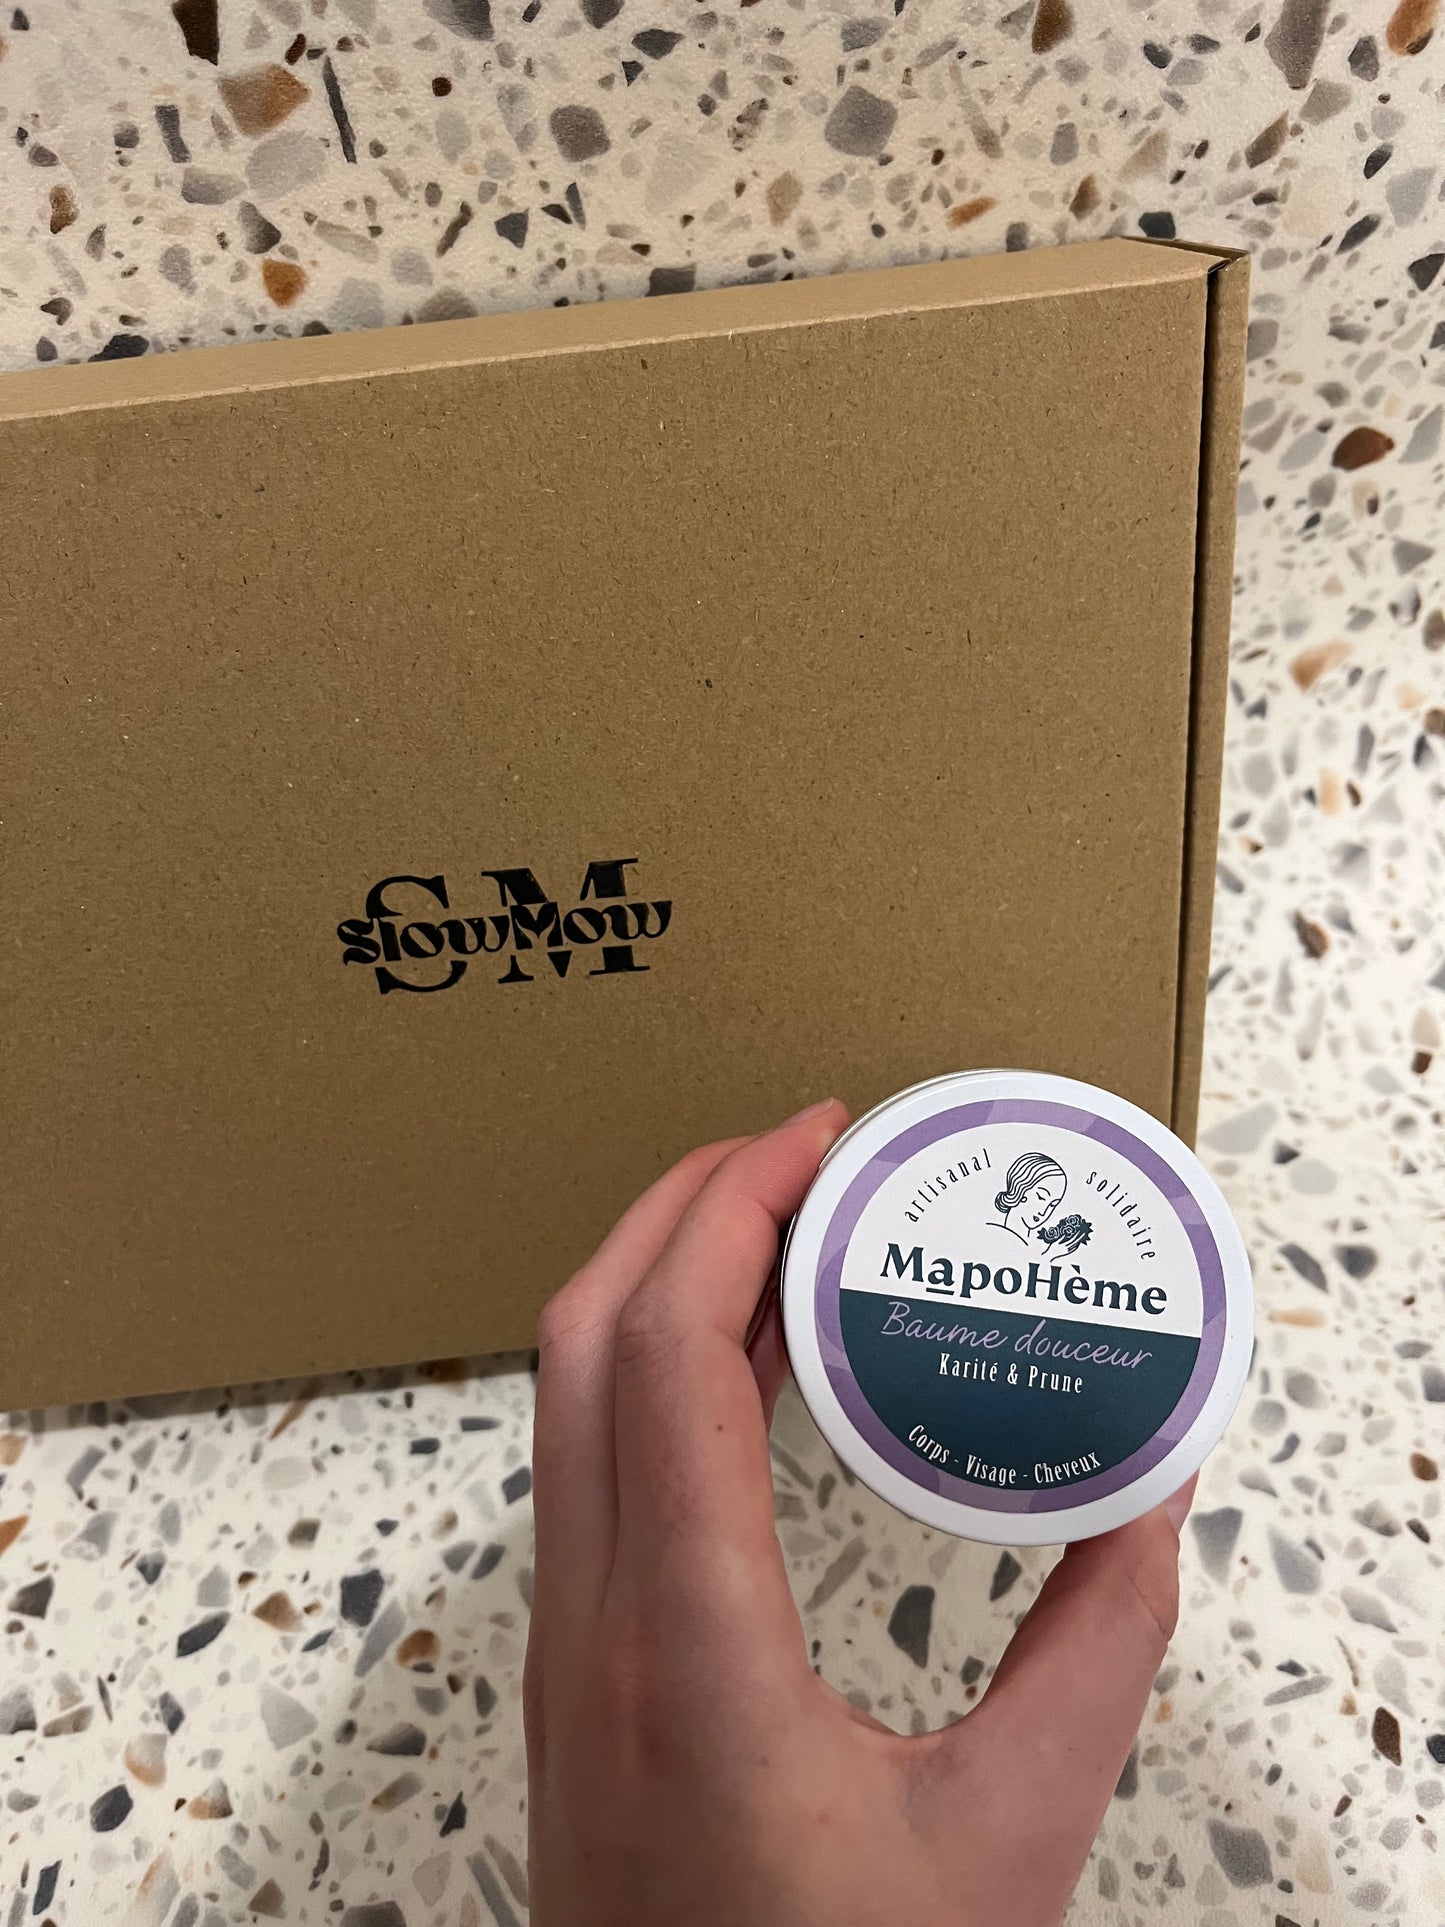 SM
SlowMow
artisanal solidaire
MapoHème
Baume douceur
Karité & Prune
Corps - Visage - Cheveux